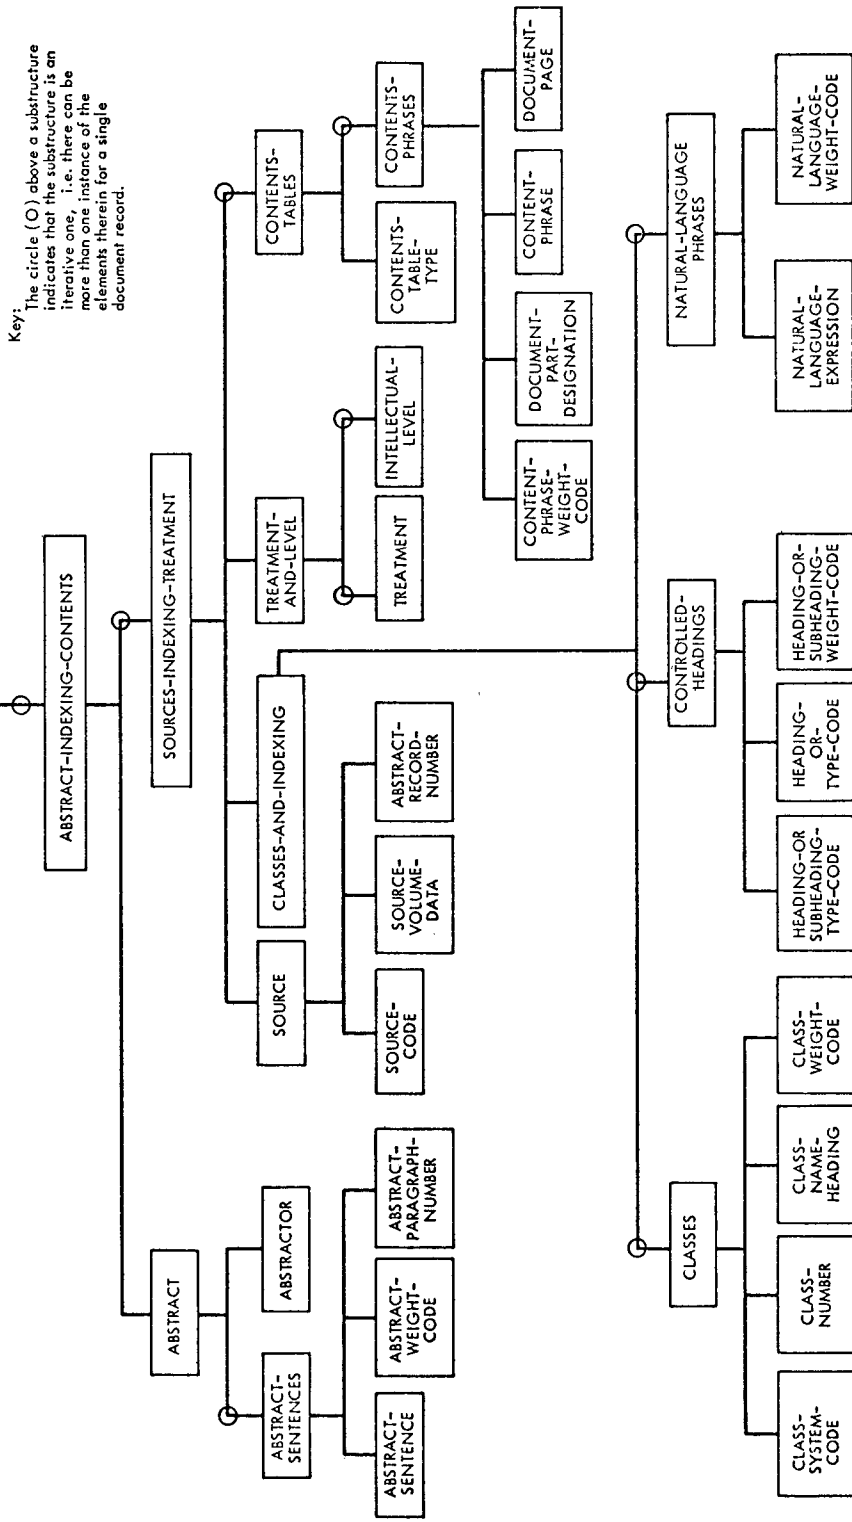 Key:
The circle (O) above a substructure
indicates that the substructure is an
iterative one, i.e. there can be
more than one instance of the
elements therein for a single
document record.
ABSTRACT-INDEXING-CONTENTS
ABSTRACT
SOURCES-INDEXING-TREATMENT
ABSTRACT-
SENTENCES
ABSTRACTOR
SOURCE
CLASSES-AND-INDEXING
TREATMENT-
AND-LEVEL
CONTENTS-
TABLES
ABSTRACT-
SENTENCE
ABSTRACT-
WEIGHT-
CODE
ABSTRACT-
PARAGRAPH-
NUMBER
SOURCE-
CODE
SOURCE-
VOLUME-
DATA
ABSTRACT-
RECORD-
NUMBER
TREATMENT
INTELLECTUAL-
LEVEL
CONTENTS-
TABLE-
TYPE
CONTENTS-
PHRASES
CONTENT-
PHRASE-
WEIGHT-
CODE
DOCUMENT-
PART-
DESIGNATION
CONTENT-
PHRASE
DOCUMENT-
PAGE
CLASSES
CONTROLLED-
HEADINGS
NATURAL-LANGUAGE
PHRASES
CLASS-
SYSTEM-
CODE
CLASS-
NUMBER
CLASS-
NAME-
HEADING
CLASS-
WEIGHT-
CODE
HEADING-OR
SUBHEADING-
TYPE-CODE
HEADING-
OR-
TYPE-CODE
HEADING-OR-
SUBHEADING-
WEIGHT-CODE
NATURAL-
LANGUAGE-
EXPRESSION
NATURAL-
LANGUAGE-
WEIGHT-CODE